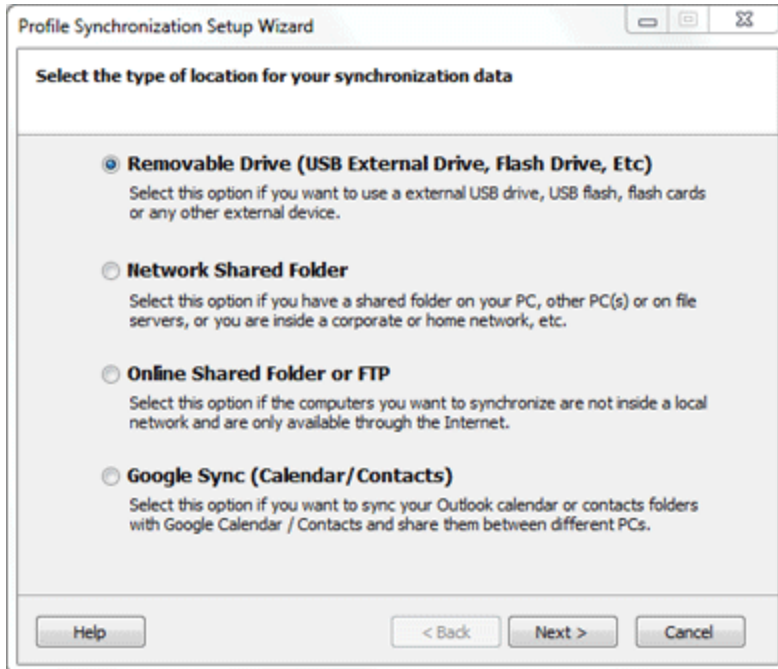 Profile Synchronization Setup Wizard
Select the type of location for your synchronization data
Removable Drive (USB External Drive, Flash Drive, Etc)
Select this option if you want to use a external USB drive, USB flash, flash cards
or any other external device.
Network Shared Folder
Select this option if you have a shared folder on your PC, other PC(s) or on file
servers, or you are inside a corporate or home network, etc.
Online Shared Folder or FTP
Select this option if the computers you want to synchronize are not inside a local
network and are only available through the Internet.
Google Sync (Calendar/Contacts)
Select this option if you want to sync your Outlook calendar or contacts folders
with Google Calendar / Contacts and share them between different PCs.
Help < Back Next > Cancel